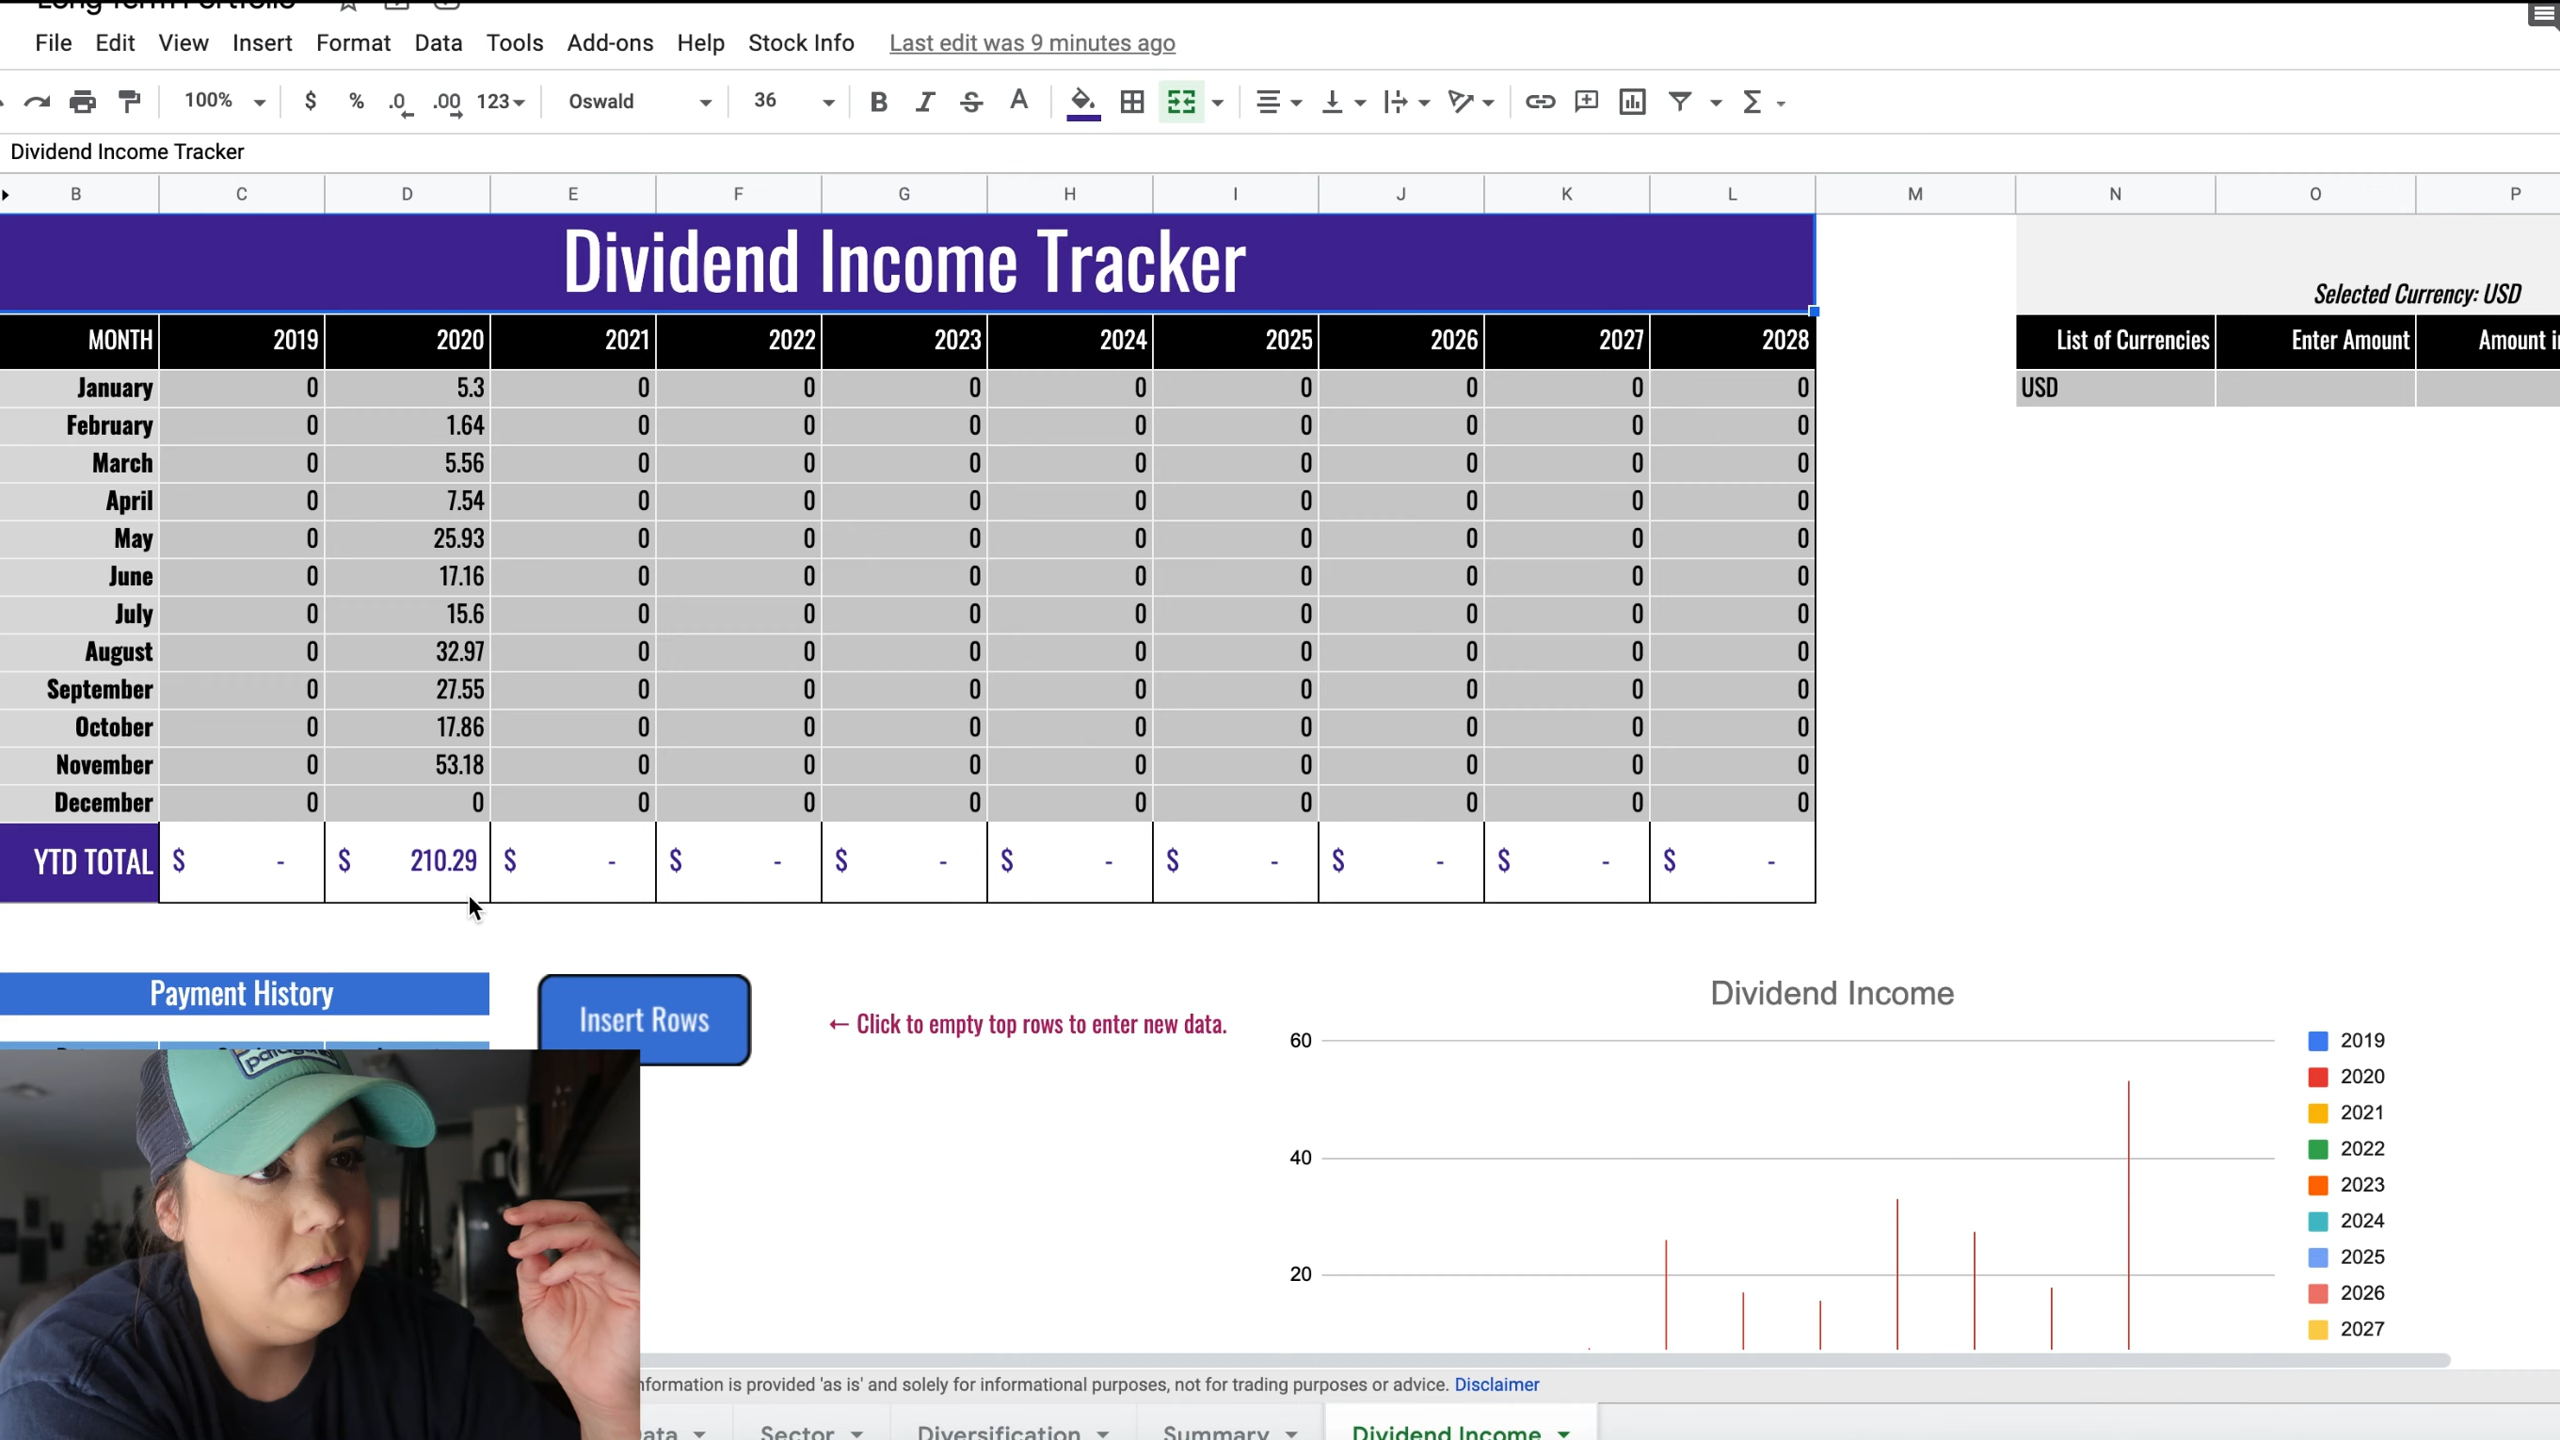 Long Term Portfolio
File Edit View Insert Format Data Tools Add-ons Help Stock Info Last edit was 9 minutes ago
100% $ % .0 .00 123 Oswald 36 B I S A
Dividend Income Tracker
B C D E F G H I J K L M N O P
Dividend Income Tracker
Selected Currency: USD
MONTH 2019 2020 2021 2022 2023 2024 2025 2026 2027 2028 List of Currencies Enter Amount Amount
January 0 5.3 0 0 0 0 0 0 0 0 USD
February 0 1.64 0 0 0 0 0 0 0 0
March 0 5.56 0 0 0 0 0 0 0 0
April 0 7.54 0 0 0 0 0 0 0 0
May 0 25.93 0 0 0 0 0 0 0 0
June 0 17.16 0 0 0 0 0 0 0 0
July 0 15.6 0 0 0 0 0 0 0 0
August 0 32.97 0 0 0 0 0 0 0 0
September 0 27.55 0 0 0 0 0 0 0 0
October 0 17.86 0 0 0 0 0 0 0 0
November 0 53.18 0 0 0 0 0 0 0 0
December 0 0 0 0 0 0 0 0 0 0
YTD TOTAL $ - $ 210.29 $ - $ - $ - $ - $ - $ - $ - $ -
Payment History
Insert Rows
← Click to empty top rows to enter new data.
Dividend Income
60
40
20
2019
2020
2021
2022
2023
2024
2025
2026
2027
nformation is provided 'as is' and solely for informational purposes, not for trading purposes or advice. Disclaimer
ata Sector Diversification Summary Dividend Income